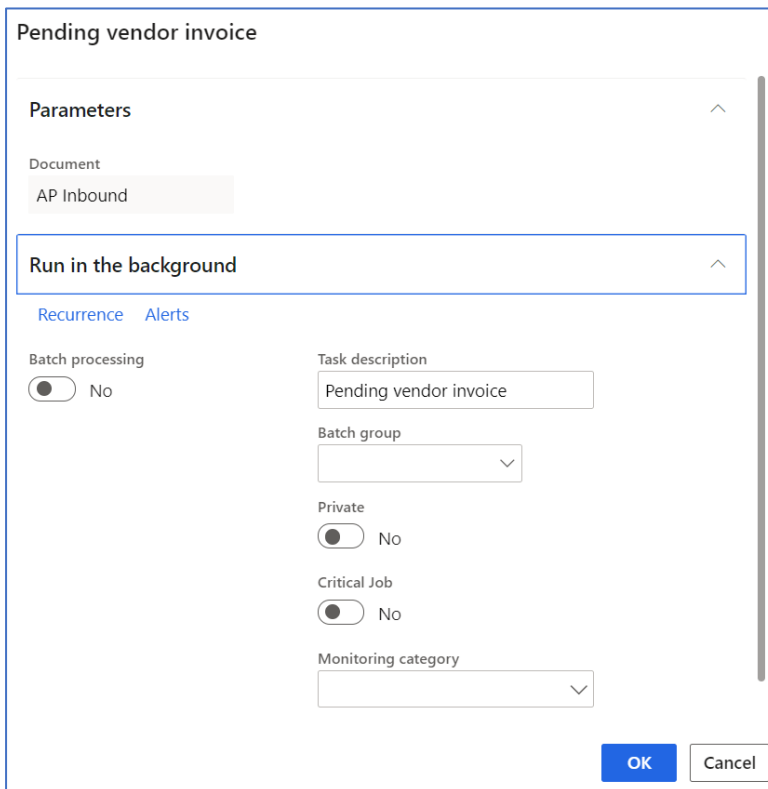 Pending vendor invoice
Parameters
Document
AP Inbound
Run in the background
Recurrence Alerts
Batch processing
No
Task description
Pending vendor invoice
Batch group
Private
No
Critical Job
No
Monitoring category
OK Cancel